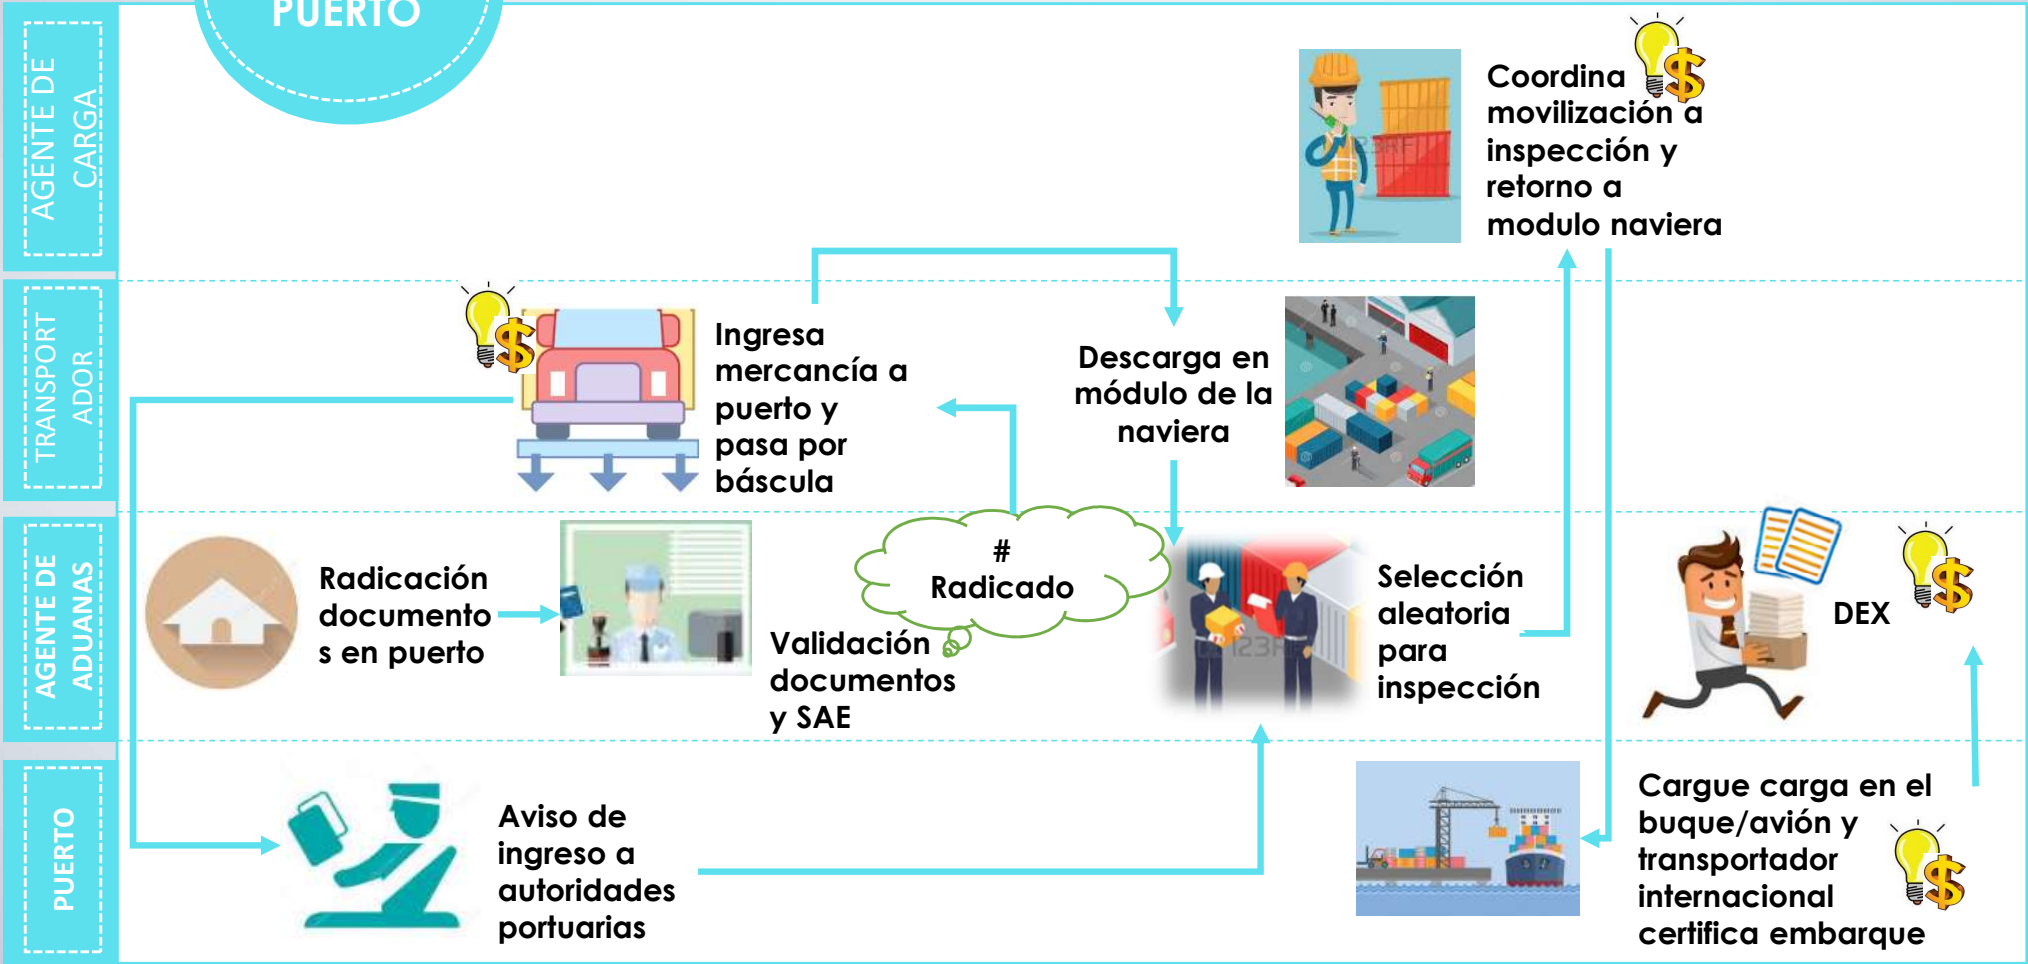 PUERTO
AGENTE DE
CARGA
Coordina
movilización a
inspección y
retorno a
modulo naviera
123RF
TRANSPORT
ADOR
Ingresa
mercancía a
puerto y
pasa por
báscula
Descarga en
módulo de la
naviera
AGENTE DE
ADUANAS
Radicación
documento
s en puerto
Validación
documentos
y SAE
#
Radicado
Selección
aleatoria
para
inspección
DEX
PUERTO
Aviso de
ingreso a
autoridades
portuarias
Cargue carga en el
buque/avión y
transportador
internacional
certifica embarque